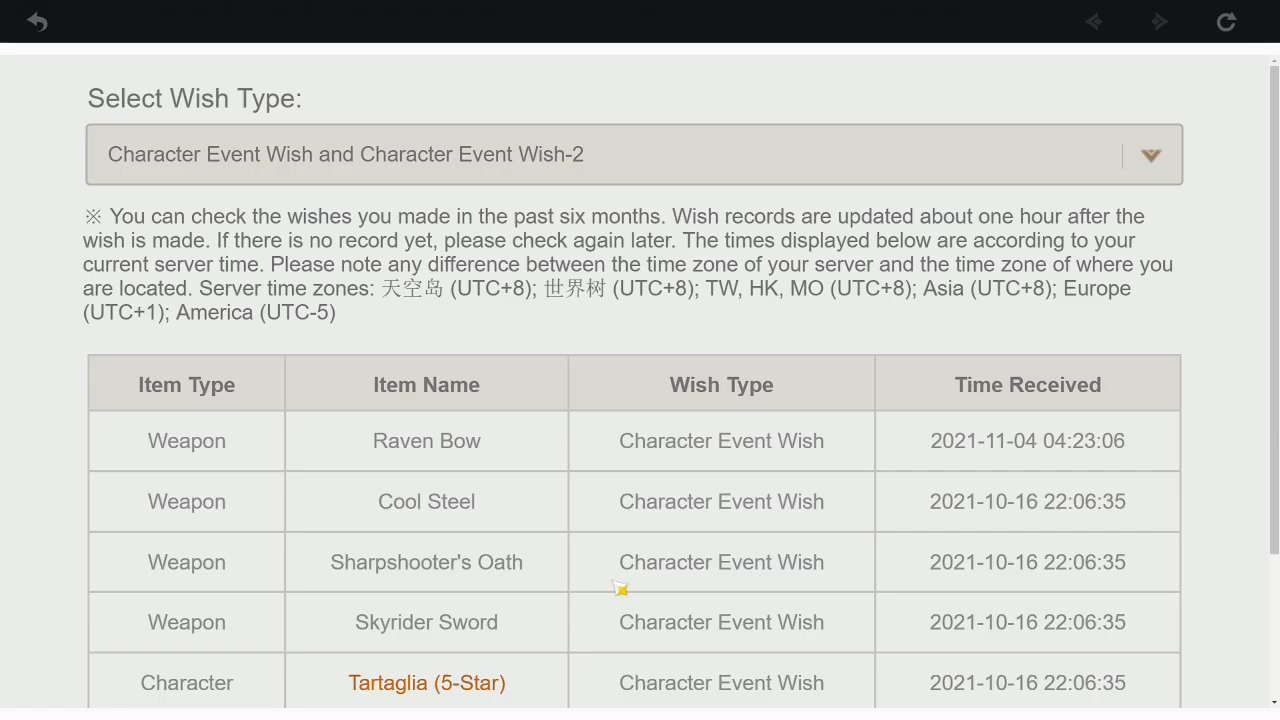 Select Wish Type:
Character Event Wish and Character Event Wish-2
※ You can check the wishes you made in the past six months. Wish records are updated about one hour after the
wish is made. If there is no record yet, please check again later. The times displayed below are according to your
current server time. Please note any difference between the time zone of your server and the time zone of where you
are located. Server time zones: 天空岛 (UTC+8); 世界树 (UTC+8); TW, HK, MO (UTC+8); Asia (UTC+8); Europe
(UTC+1); America (UTC-5)
Item Type Item Name Wish Type Time Received
Weapon Raven Bow Character Event Wish 2021-11-04 04:23:06
Weapon Cool Steel Character Event Wish 2021-10-16 22:06:35
Weapon Sharpshooter's Oath Character Event Wish 2021-10-16 22:06:35
Weapon Skyrider Sword Character Event Wish 2021-10-16 22:06:35
Character Tartaglia (5-Star) Character Event Wish 2021-10-16 22:06:35